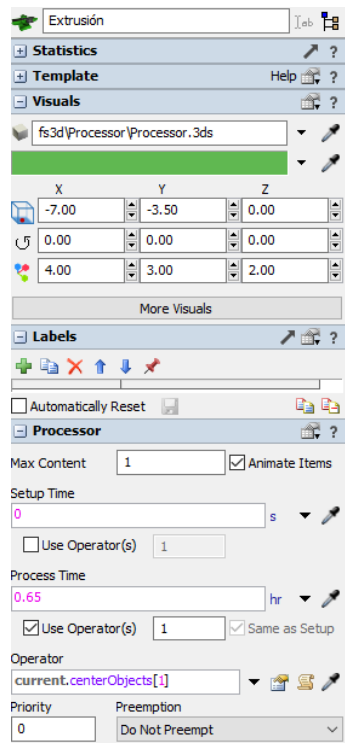 Extrusión
Statistics ?
Template Help ?
Visuals ?
fs3d\Processor\Processor.3ds
X Y Z
-7.00 -3.50 0.00
0.00 0.00 0.00
4.00 3.00 2.00
More Visuals
Labels ?
Automatically Reset
Processor ?
Max Content 1 Animate Items
Setup Time
0 s
Use Operator(s) 1
Process Time
0.65 hr
Use Operator(s) 1 Same as Setup
Operator
current.centerObjects[1]
Priority Preemption
0 Do Not Preempt